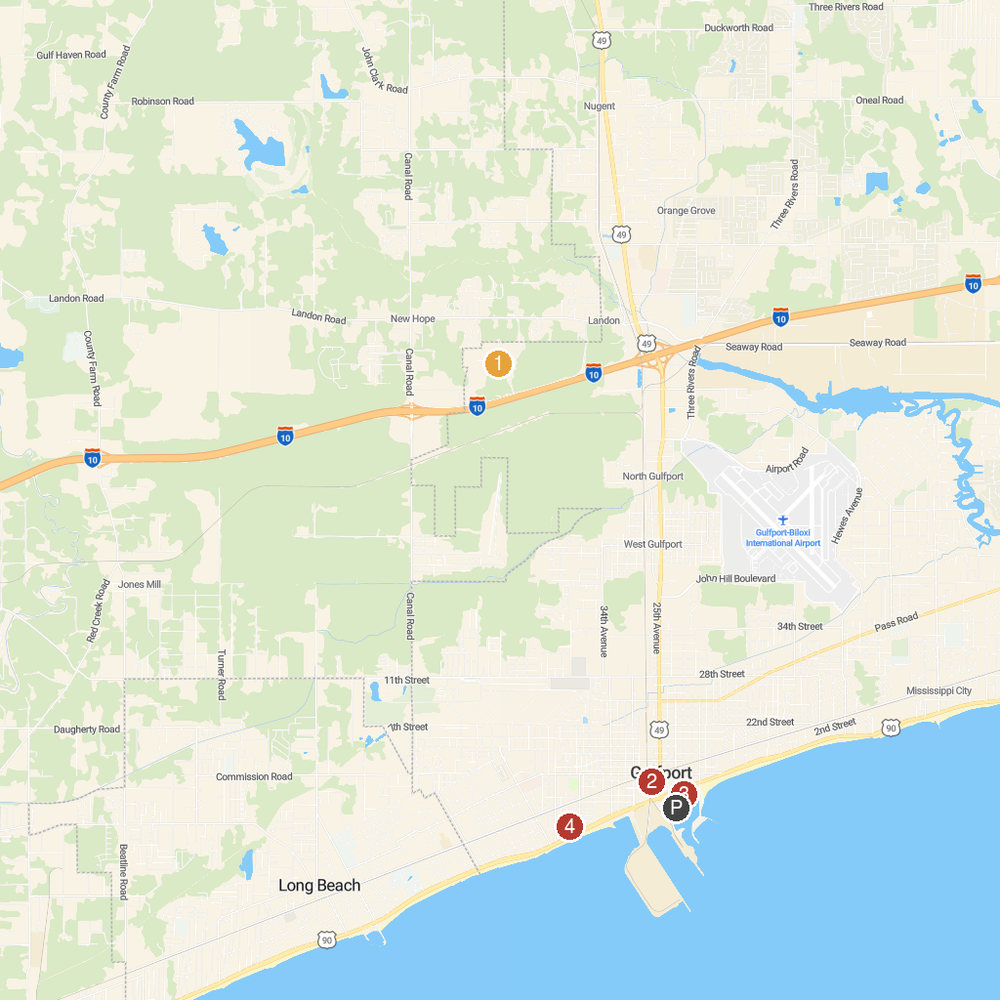 Three Rivers Road
Duckworth Road
49
Gulf Haven Road
John Clark Road
County Farm Road
Robinson Road
Oneal Road
Nugent
Canal Road
Three Rivers Road
Orange Grove
49
10
Landon Road
Landon Road
New Hope
Landon
10
49
Seaway Road
Seaway Road
County Farm Road
Canal Road
1
10
Three Rivers Road
10
10
10
Airport Road
North Gulfport
Hewes Avenue
Gulfport-Biloxi
International Airport
West Gulfport
John Hill Boulevard
Jones Mill
Red Creek Road
Canal Road
34th Avenue
25th Avenue
34th Street
Pass Road
Turner Road
11th Street
28th Street
Mississippi City
Daugherty Road
49
22nd Street
2nd Street
90
Commission Road
2
3
P
4
Beatline Road
Long Beach
90